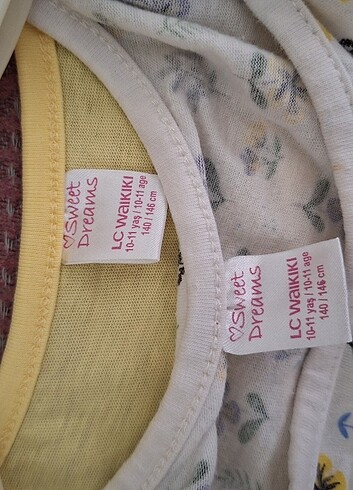 ♡Sweet
Dreams
LC WAIKIKI
10-11 yaş / 10-11 age
140 / 146 cm
♡Sweet
Dreams
LC WAIKIKI
10-11 yaş / 10-11 age
140 / 146 cm